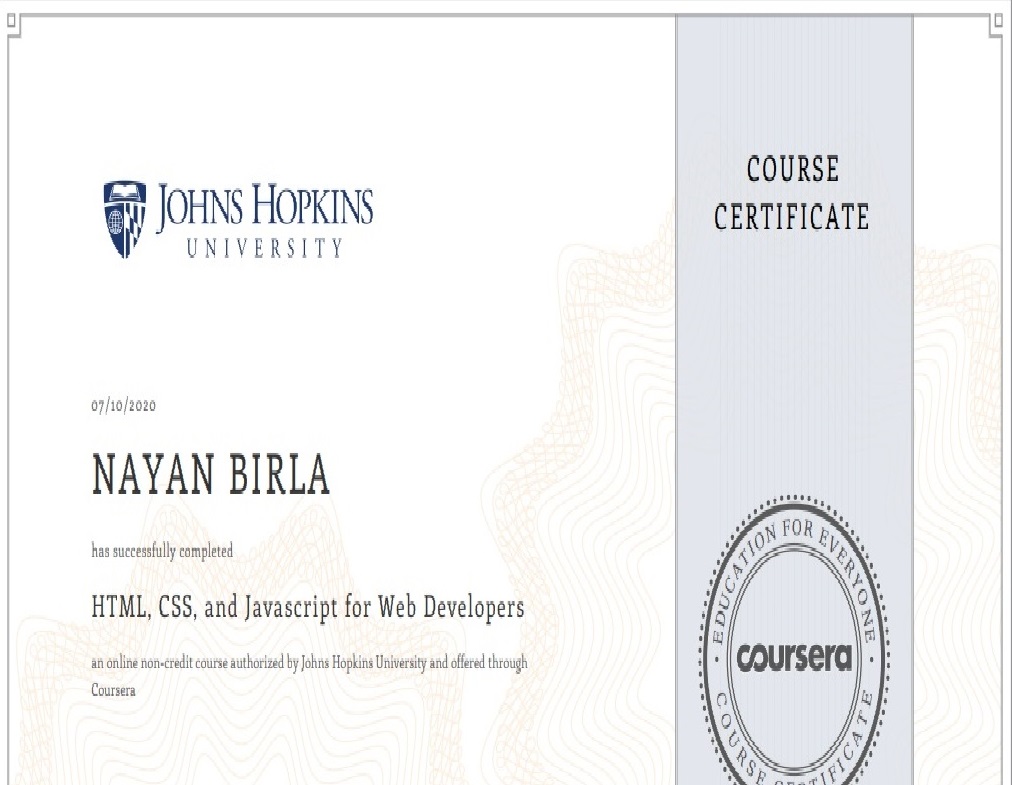 JOHNS HOPKINS
UNIVERSITY
COURSE
CERTIFICATE
07/10/2020
NAYAN BIRLA
has successfully completed
HTML, CSS, and Javascript for Web Developers
an online non-credit course authorized by Johns Hopkins University and offered through
Coursera
EDUCATION FOR EVERYONE
coursera
COURSE CERTIFICATE